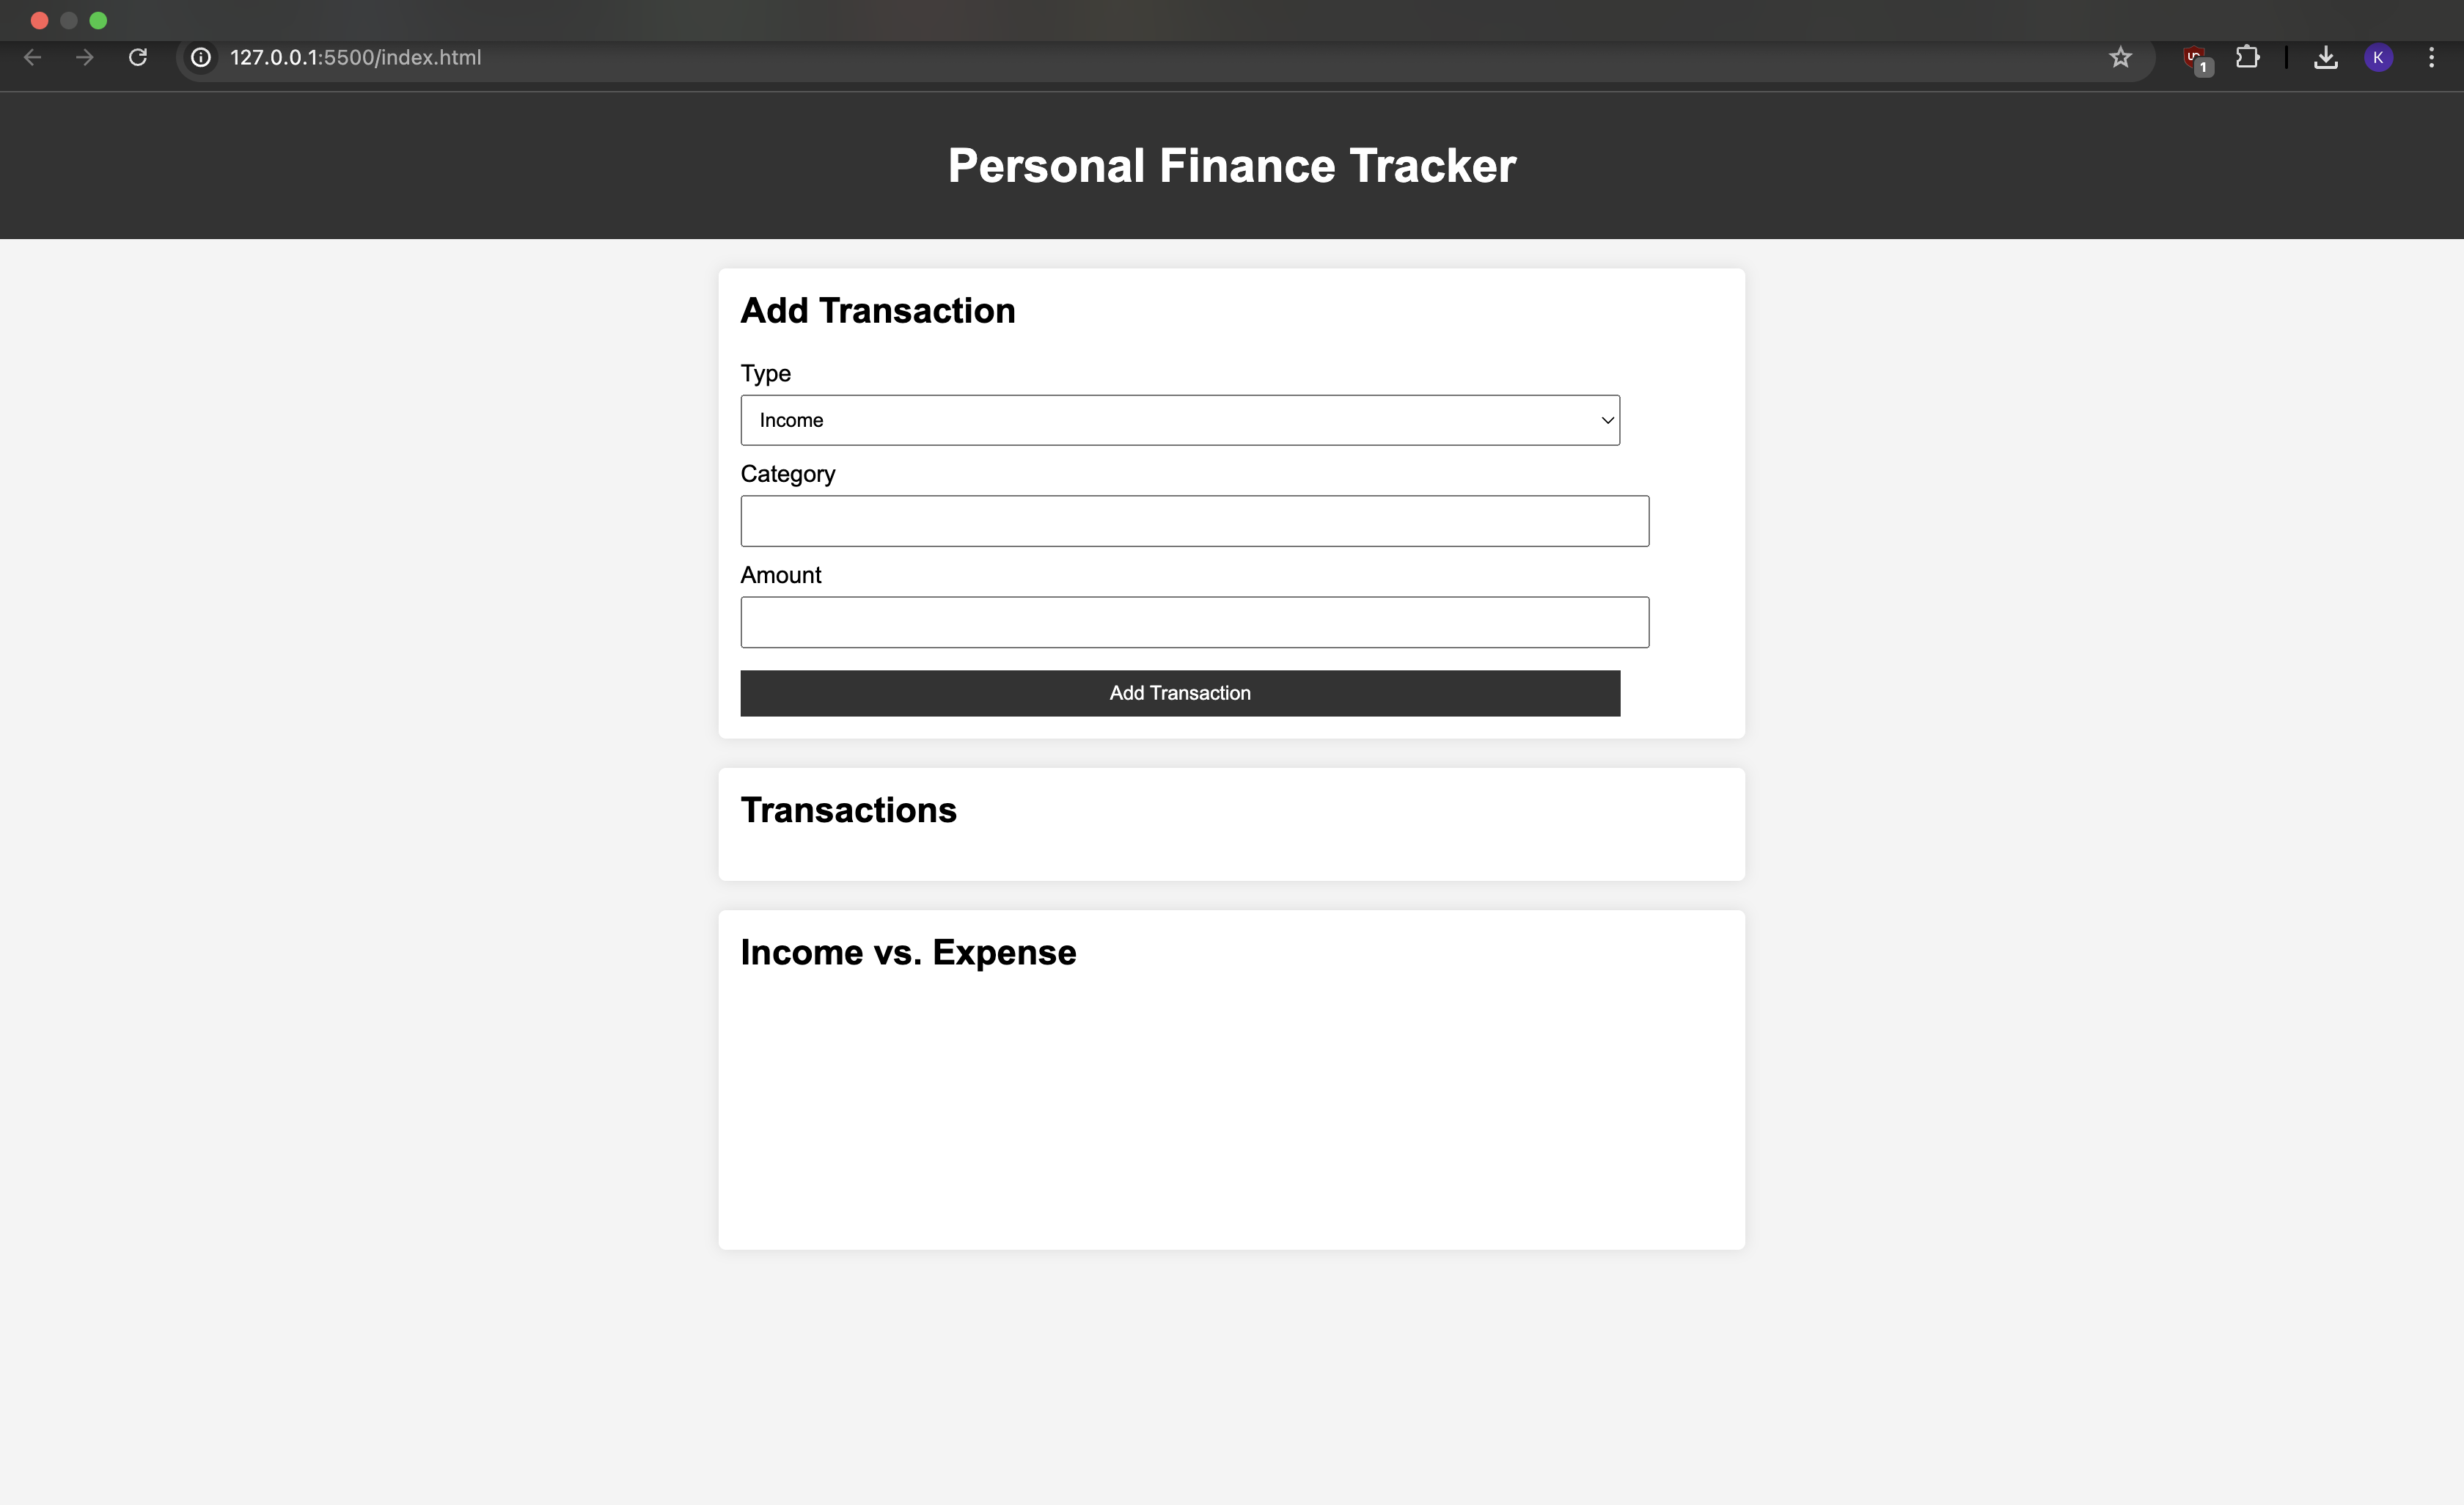 127.0.0.1:5500/index.html
1
K
Personal Finance Tracker
Add Transaction
Type
Income
Category
Amount
Add Transaction
Transactions
Income vs. Expense